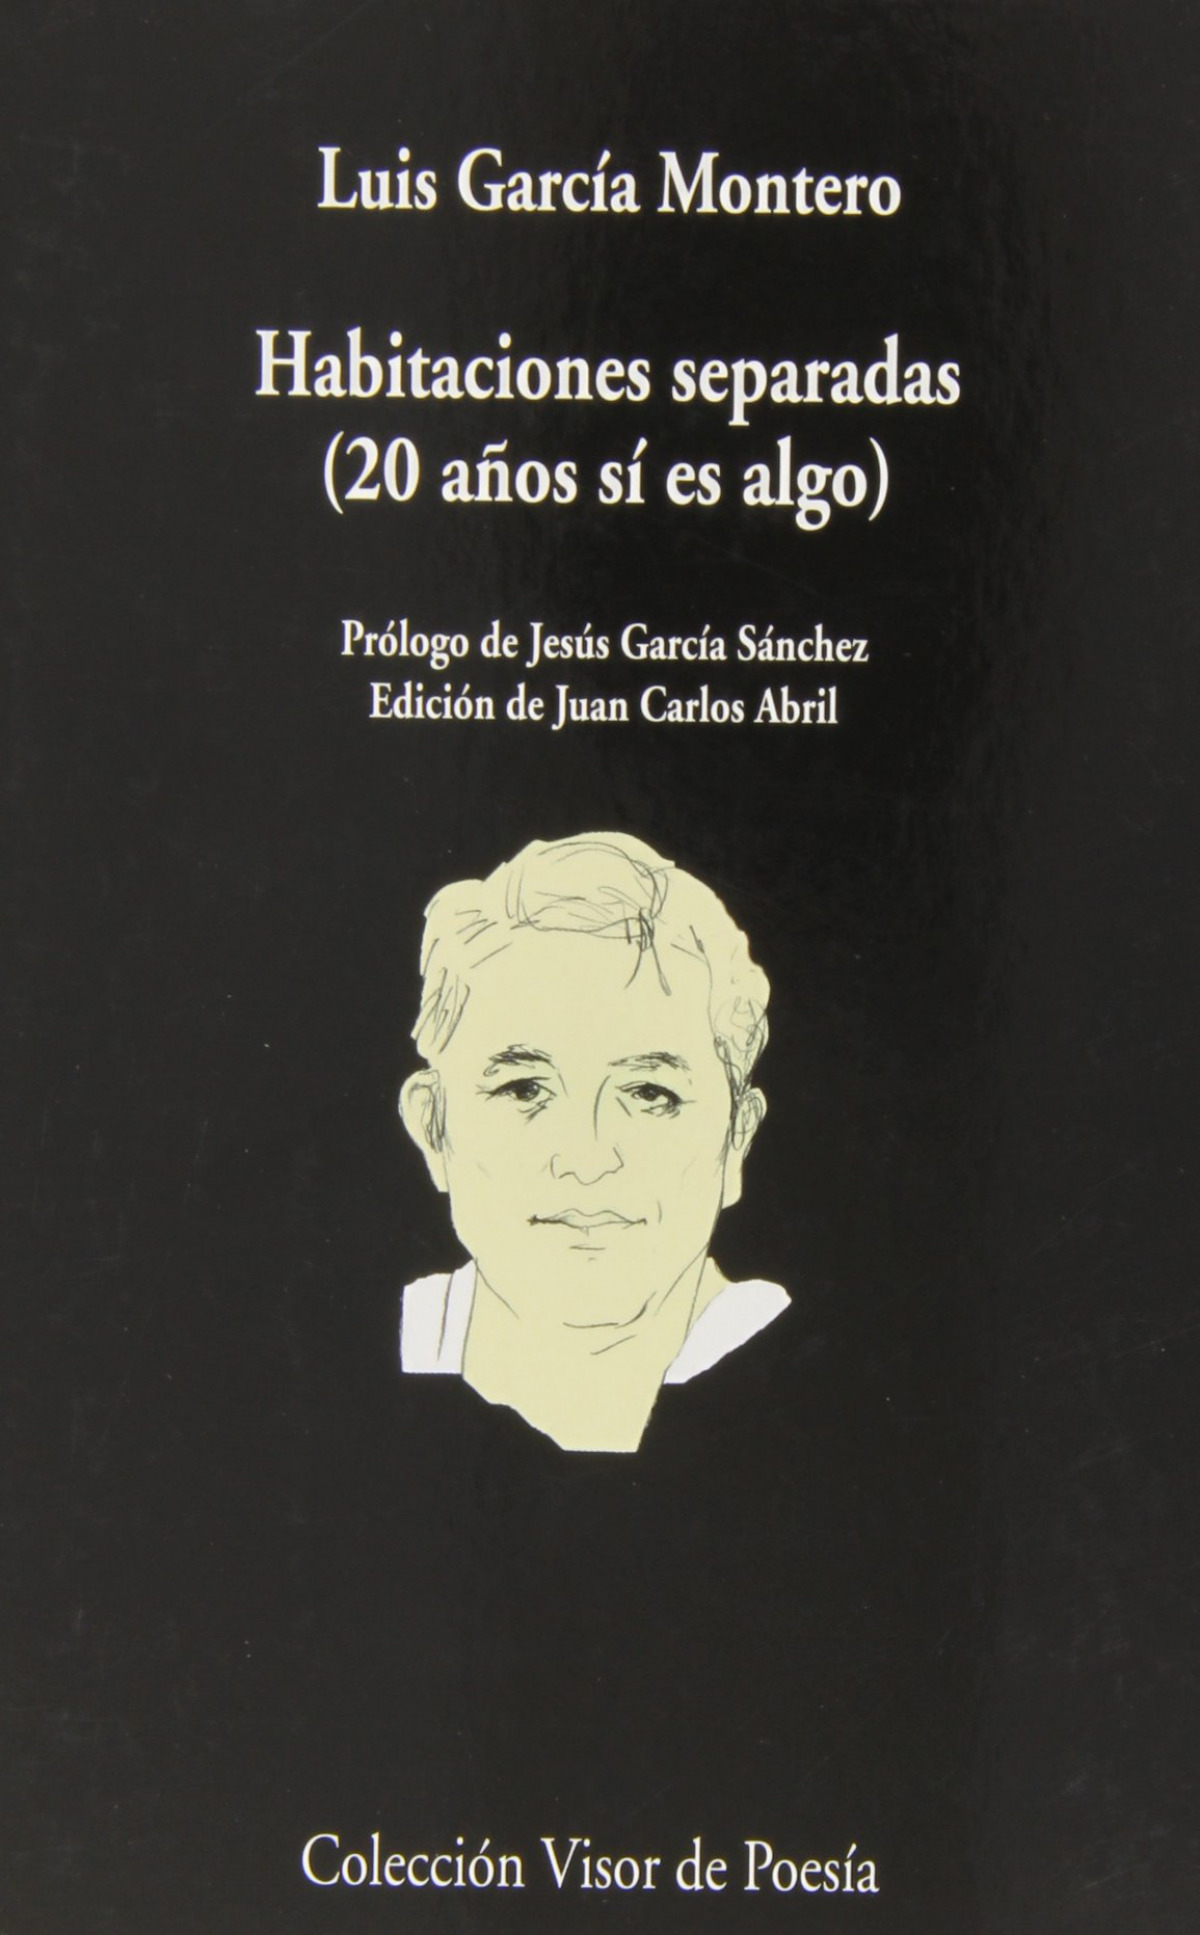 Luis García Montero
Habitaciones separadas
(20 años sí es algo)
Prólogo de Jesús García Sánchez
Edición de Juan Carlos Abril
Colección Visor de Poesía